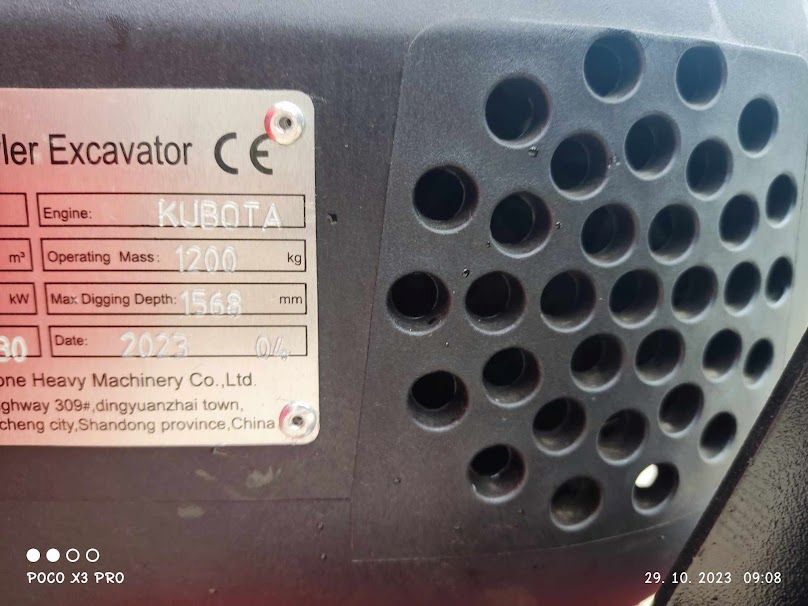 ler Excavator CE
Engine: KUBOTA
m³ Operating Mass: 1200 kg
kW Max Digging Depth: 1568 mm
30 Date: 2023 04
one Heavy Machinery Co.,Ltd.
ighway 309#,dingyuanzhai town,
cheng city,Shandong province,China
POCO X3 PRO
29. 10. 2023 09:08